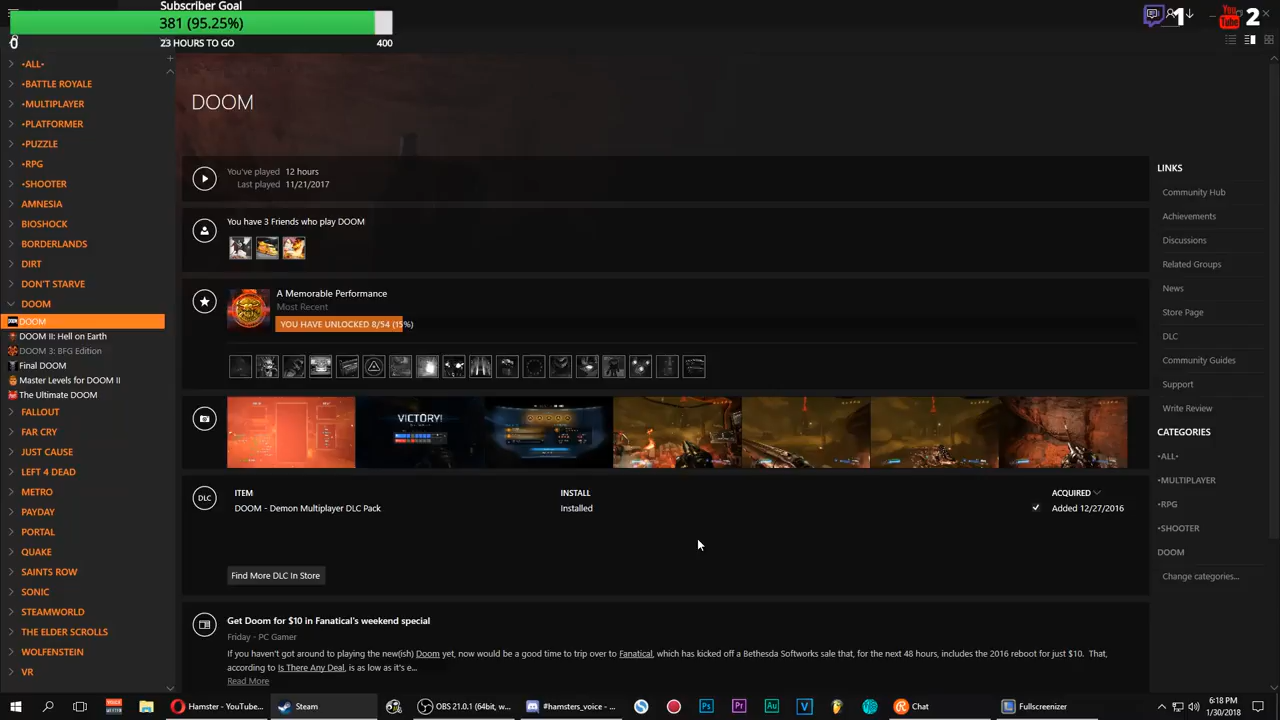 Subscriber Goal
381 (95.25%)
0
23 HOURS TO GO
400
1
You Tube
2
•ALL•
•BATTLE ROYALE
•MULTIPLAYER
•PLATFORMER
•PUZZLE
•RPG
•SHOOTER
AMNESIA
BIOSHOCK
BORDERLANDS
DIRT
DON'T STARVE
DOOM
DOOM
DOOM II: Hell on Earth
DOOM 3: BFG Edition
Final DOOM
Master Levels for DOOM II
The Ultimate DOOM
FALLOUT
FAR CRY
JUST CAUSE
LEFT 4 DEAD
METRO
PAYDAY
PORTAL
QUAKE
SAINTS ROW
SONIC
STEAMWORLD
THE ELDER SCROLLS
WOLFENSTEIN
VR
DOOM
You've played 12 hours
Last played 11/21/2017
You have 3 Friends who play DOOM
A Memorable Performance
Most Recent
YOU HAVE UNLOCKED 8/54 (15%)
VICTORY!
DLC
ITEM INSTALL ACQUIRED
DOOM - Demon Multiplayer DLC Pack Installed Added 12/27/2016
Find More DLC In Store
Get Doom for $10 in Fanatical's weekend special
Friday - PC Gamer
If you haven't got around to playing the new(ish) Doom yet, now would be a good time to trip over to Fanatical, which has kicked off a Bethesda Softworks sale that, for the next 48 hours, includes the 2016 reboot for just $10. That,
according to Is There Any Deal, is as low as it's e...
Read More
LINKS
Community Hub
Achievements
Discussions
Related Groups
News
Store Page
DLC
Community Guides
Support
Write Review
CATEGORIES
•ALL•
•MULTIPLAYER
•RPG
•SHOOTER
DOOM
Change categories...
Hamster - YouTube...
Steam
OBS 21.0.1 (64bit, w...
#hamsters_voice - ...
Ps
Pr
Au
V
Chat
Fullscreenizer
6:18 PM
1/30/2018